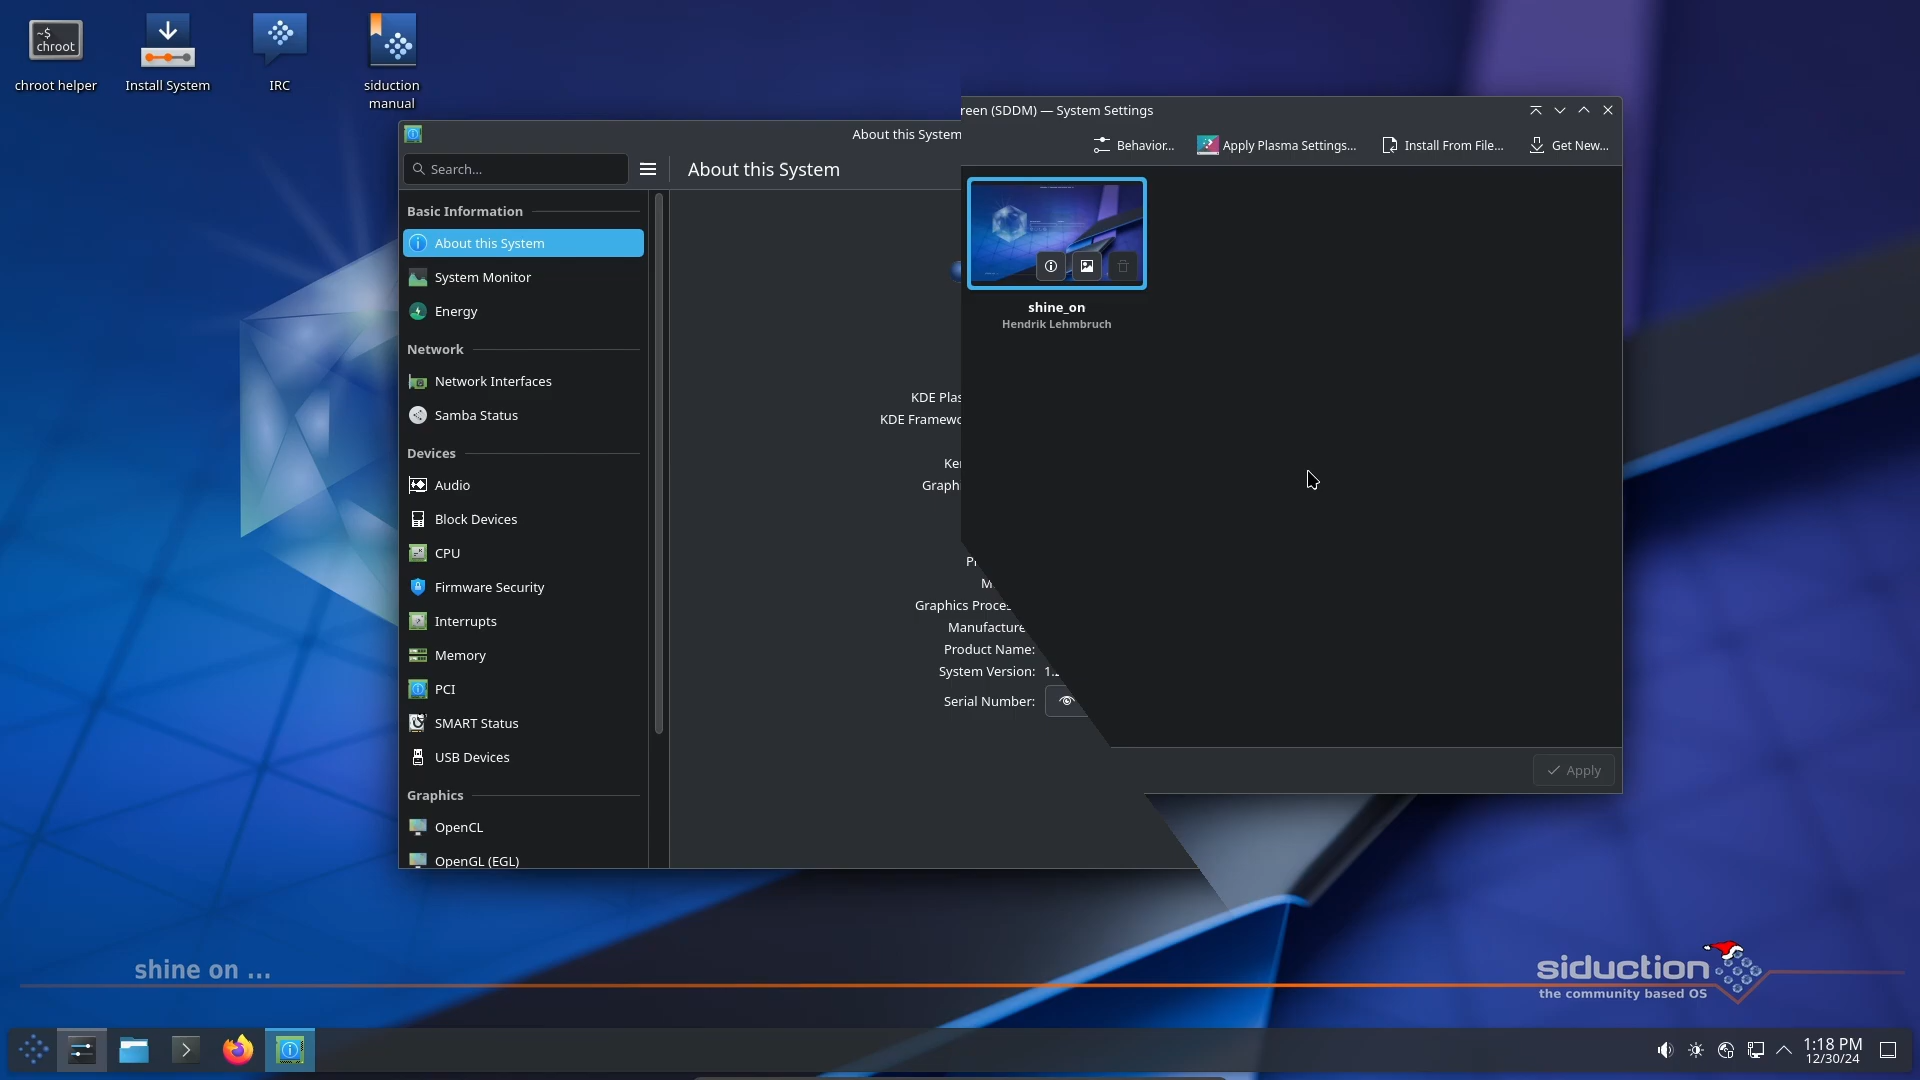 ~$
chroot
chroot helper
Install System
IRC
siduction
manual
About this System
Search...
About this System
Basic Information
About this System
System Monitor
Energy
Network
Network Interfaces
Samba Status
Devices
Audio
Block Devices
CPU
Firmware Security
Interrupts
Memory
PCI
SMART Status
USB Devices
Graphics
OpenCL
OpenGL (EGL)
KDE Plas
KDE Framewo
Ker
Graph
Graphics Proces
Manufacture
Product Name:
System Version: 1.
Serial Number:
reen (SDDM) — System Settings
Behavior...
Apply Plasma Settings...
Install From File...
Get New...
shine_on
Hendrik Lehmbruch
Apply
shine on ...
siduction
the community based OS
1:18 PM
12/30/24